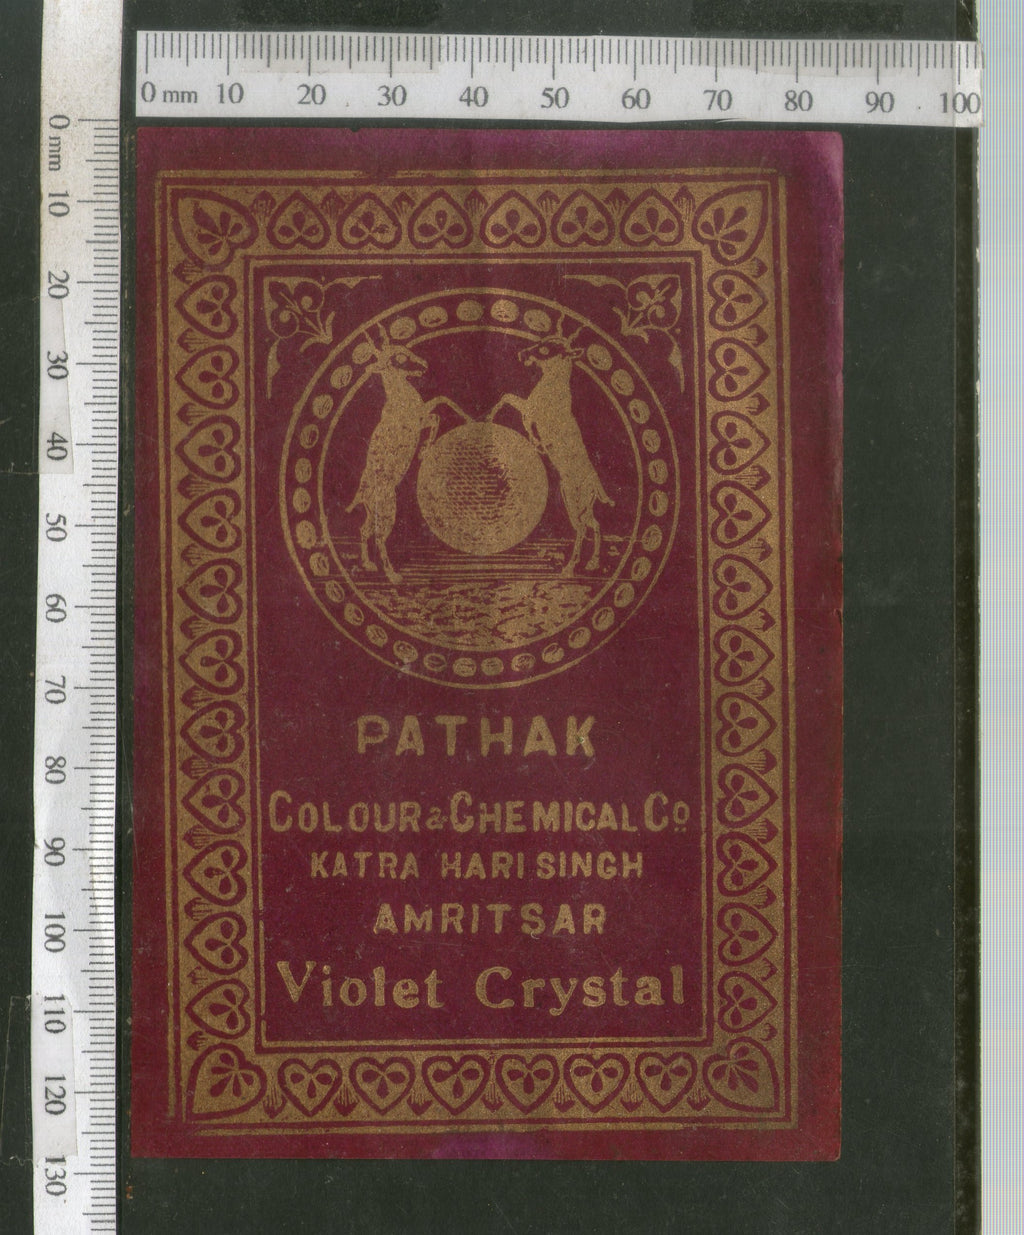 0 mm 10 20 30 40 50 60 70 80 90 100
0 mm 10 20 30 40 50 60 70 80 90 100 110 120 130
PATHAK
COLOUR & CHEMICAL Co.
KATRA HARI SINGH
AMRITSAR
Violet Crystal